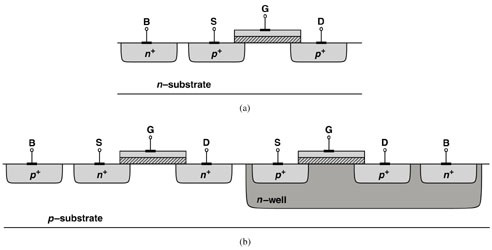 B S G D
n+ p+ p+
n–substrate
(a)
B S G D S G D B
p+ n+ n+ p+ p+ n+
n–well
p–substrate
(b)